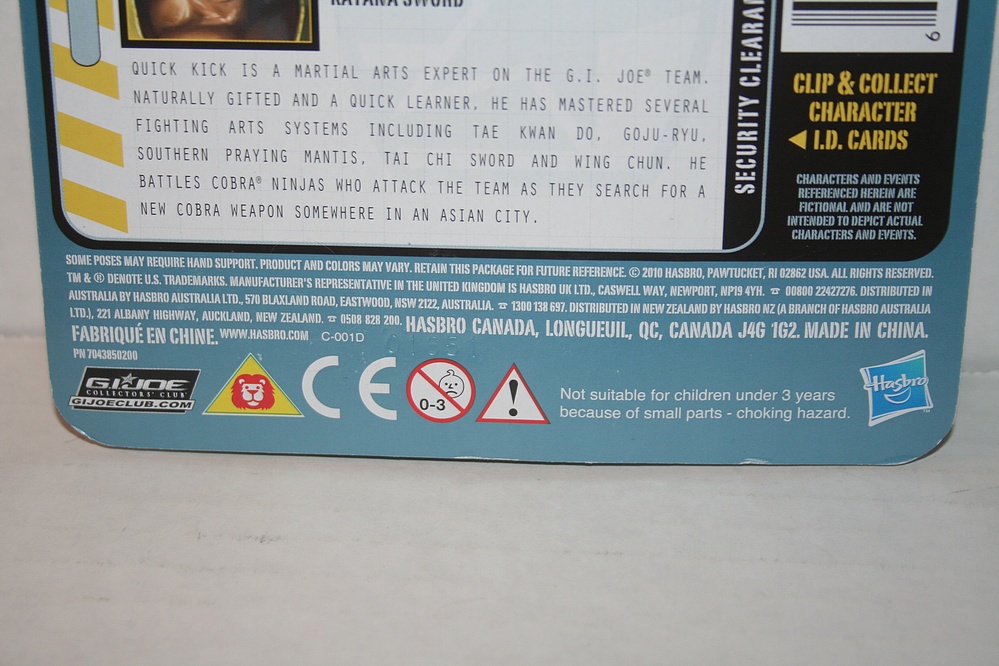 KATANA SWORD
QUICK KICK IS A MARTIAL ARTS EXPERT ON THE G.I. JOE® TEAM.
NATURALLY GIFTED AND A QUICK LEARNER, HE HAS MASTERED SEVERAL
FIGHTING ARTS SYSTEMS INCLUDING TAE KWAN DO, GOJU-RYU,
SOUTHERN PRAYING MANTIS, TAI CHI SWORD AND WING CHUN. HE
BATTLES COBRA® NINJAS WHO ATTACK THE TEAM AS THEY SEARCH FOR A
NEW COBRA WEAPON SOMEWHERE IN AN ASIAN CITY.
SECURITY CLEARAN
6
CLIP & COLLECT
CHARACTER
I.D. CARDS
CHARACTERS AND EVENTS
REFERENCED HEREIN ARE
FICTIONAL AND ARE NOT
INTENDED TO DEPICT ACTUAL
CHARACTERS AND EVENTS.
SOME POSES MAY REQUIRE HAND SUPPORT. PRODUCT AND COLORS MAY VARY. RETAIN THIS PACKAGE FOR FUTURE REFERENCE. © 2010 HASBRO, PAWTUCKET, RI 02862 USA. ALL RIGHTS RESERVED.
TM & ® DENOTE U.S. TRADEMARKS. MANUFACTURER'S REPRESENTATIVE IN THE UNITED KINGDOM IS HASBRO UK LTD., CASWELL WAY, NEWPORT, NP19 4YH. ☎ 00800 22427276. DISTRIBUTED IN
AUSTRALIA BY HASBRO AUSTRALIA LTD., 570 BLAXLAND ROAD, EASTWOOD, NSW 2122, AUSTRALIA. ☎ 1300 138 697. DISTRIBUTED IN NEW ZEALAND BY HASBRO NZ (A BRANCH OF HASBRO AUSTRALIA
LTD.), 221 ALBANY HIGHWAY, AUCKLAND, NEW ZEALAND. ☎ 0508 828 200. HASBRO CANADA, LONGUEUIL, QC, CANADA J4G 1G2. MADE IN CHINA.
FABRIQUÉ EN CHINE. WWW.HASBRO.COM C-001D
PN 7043850200
G.I. JOE
COLLECTORS' CLUB
GIJOECLUB.COM
CE
0-3
!
Not suitable for children under 3 years
because of small parts - choking hazard.
Hasbro